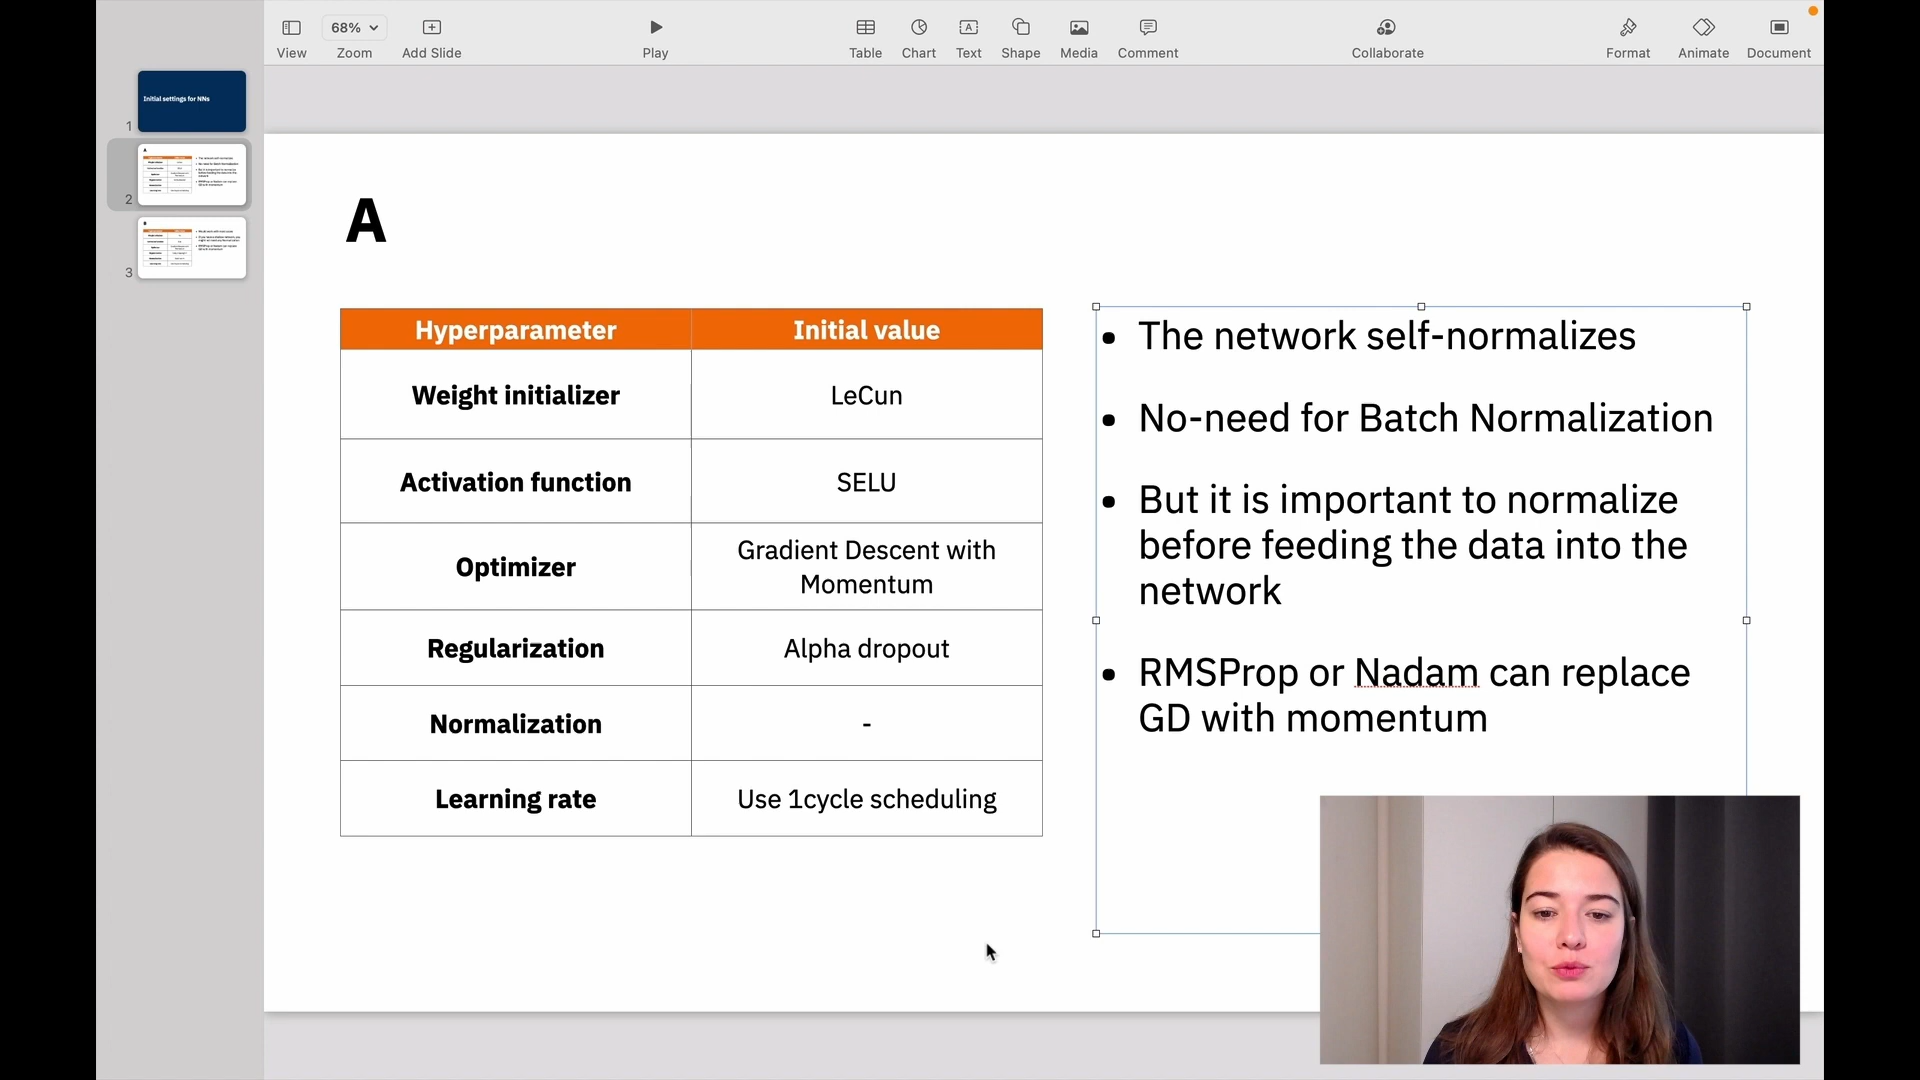 View
68%
Zoom
Add Slide
Play
Table
Chart
Text
Shape
Media
Comment
Collaborate
Format
Animate
Document
Initial settings for NNs
1
2
3
A
Hyperparameter Initial value
Weight initializer LeCun
Activation function SELU
Optimizer Gradient Descent with
Momentum
Regularization Alpha dropout
Normalization -
Learning rate Use 1cycle scheduling
• The network self-normalizes
• No-need for Batch Normalization
• But it is important to normalize
before feeding the data into the
network
• RMSProp or Nadam can replace
GD with momentum